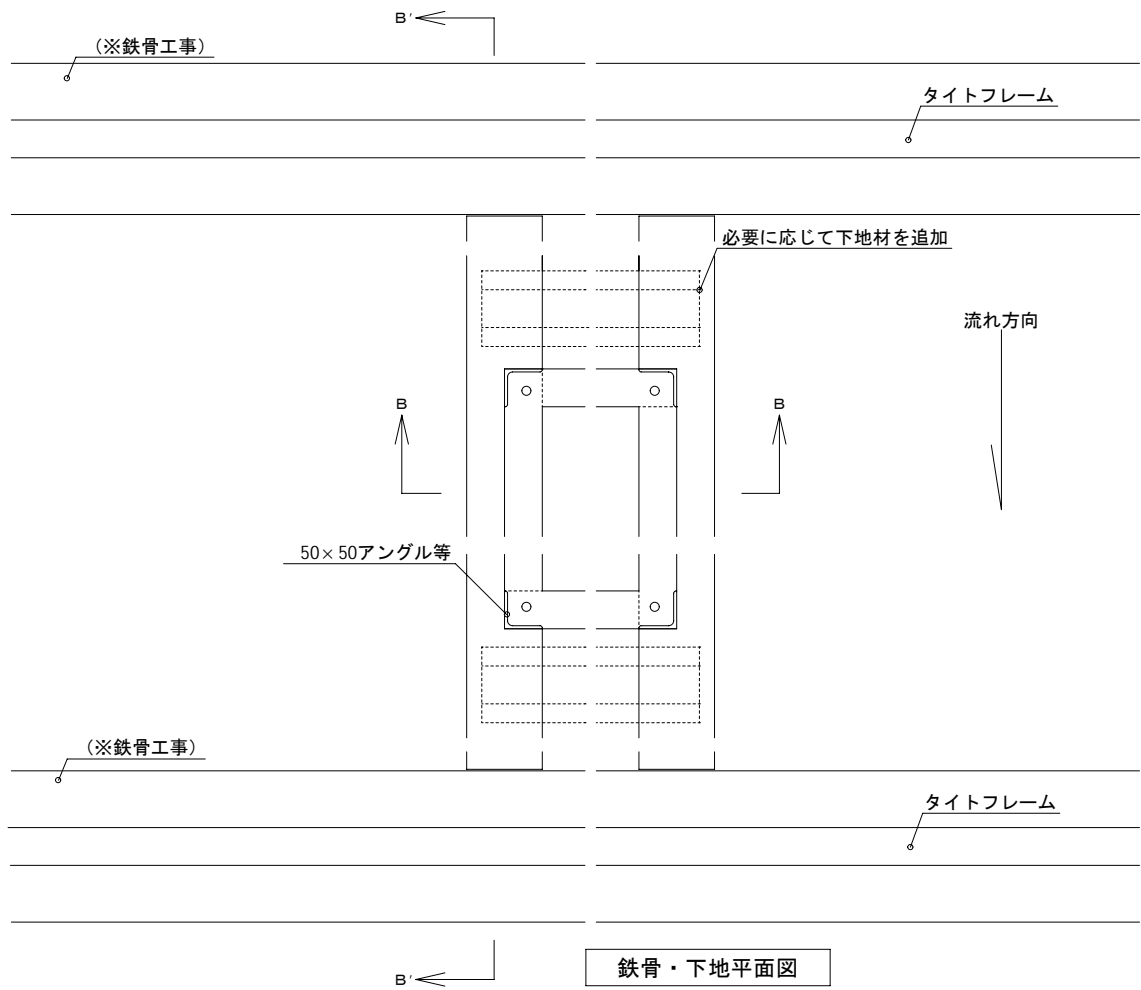 B′
(※鉄骨工事)
タイトフレーム
必要に応じて下地材を追加
流れ方向
B
B
50×50アングル等
(※鉄骨工事)
タイトフレーム
B′
鉄骨・下地平面図